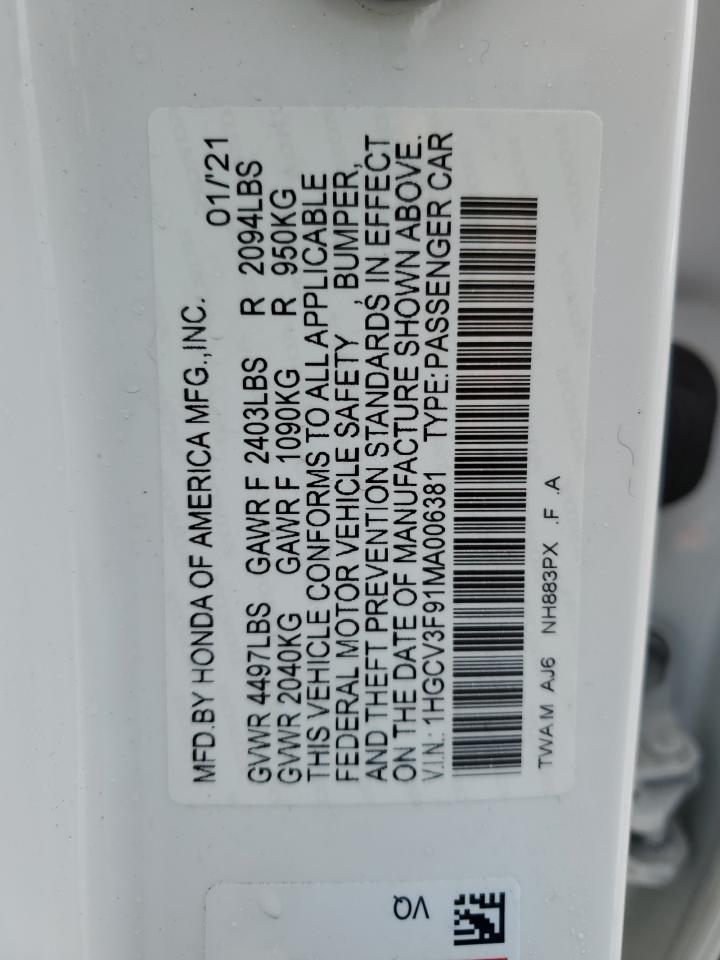 MFD.BY HONDA OF AMERICA MFG.,INC. 01/'21
GVWR 4497LBS GAWR F 2403LBS R 2094LBS
GVWR 2040KG GAWR F 1090KG R 950KG
THIS VEHICLE CONFORMS TO ALL APPLICABLE
FEDERAL MOTOR VEHICLE SAFETY , BUMPER,
AND THEFT PREVENTION STANDARDS IN EFFECT
ON THE DATE OF MANUFACTURE SHOWN ABOVE.
V.I.N.: 1HGCV3F91MA006381 TYPE:PASSENGER CAR
TWA M AJ6 NH883PX .F .A
VQ